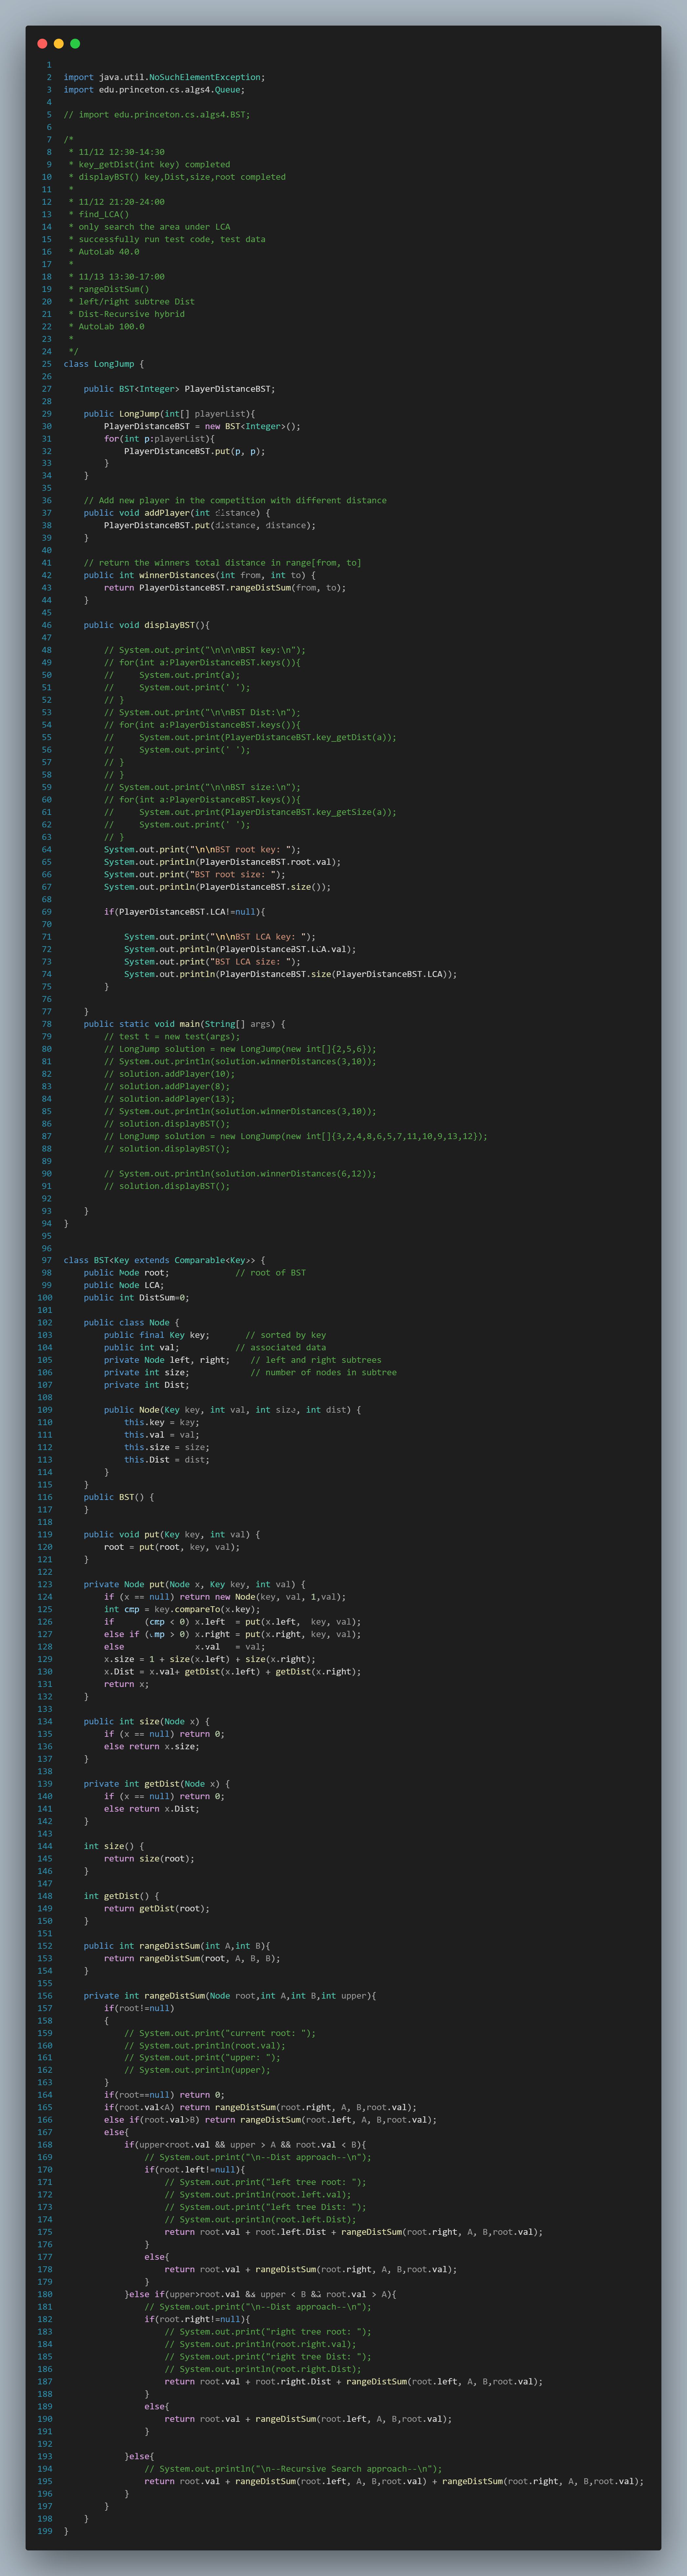 1
2 import java.util.NoSuchElementException;
3 import edu.princeton.cs.algs4.Queue;
4
5 // import edu.princeton.cs.algs4.BST;
6
7 /*
8  * 11/12 12:30-14:30
9  * key_getDist(int key) completed
10  * displayBST() key,Dist,size,root completed
11  *
12  * 11/12 21:20-24:00
13  * find_LCA()
14  * only search the area under LCA
15  * successfully run test code, test data
16  * AutoLab 40.0
17  *
18  * 11/13 13:30-17:00
19  * rangeDistSum()
20  * left/right subtree Dist
21  * Dist-Recursive hybrid
22  * AutoLab 100.0
23  *
24  */
25 class LongJump {
26
27     public BST<Integer> PlayerDistanceBST;
28
29     public LongJump(int[] playerList){
30         PlayerDistanceBST = new BST<Integer>();
31         for(int p:playerList){
32             PlayerDistanceBST.put(p, p);
33         }
34     }
35
36     // Add new player in the competition with different distance
37     public void addPlayer(int distance) {
38         PlayerDistanceBST.put(distance, distance);
39     }
40
41     // return the winners total distance in range[from, to]
42     public int winnerDistances(int from, int to) {
43         return PlayerDistanceBST.rangeDistSum(from, to);
44     }
45
46     public void displayBST(){
47
48         // System.out.print("\n\n\nBST key:\n");
49         // for(int a:PlayerDistanceBST.keys()){
50         //     System.out.print(a);
51         //     System.out.print(' ');
52         // }
53         // System.out.print("\n\nBST Dist:\n");
54         // for(int a:PlayerDistanceBST.keys()){
55         //     System.out.print(PlayerDistanceBST.key_getDist(a));
56         //     System.out.print(' ');
57         // }
58         // }
59         // System.out.print("\n\nBST size:\n");
60         // for(int a:PlayerDistanceBST.keys()){
61         //     System.out.print(PlayerDistanceBST.key_getSize(a));
62         //     System.out.print(' ');
63         // }
64         System.out.print("\n\nBST root key: ");
65         System.out.println(PlayerDistanceBST.root.val);
66         System.out.print("BST root size: ");
67         System.out.println(PlayerDistanceBST.size());
68
69         if(PlayerDistanceBST.LCA!=null){
70
71             System.out.print("\n\nBST LCA key: ");
72             System.out.println(PlayerDistanceBST.LCA.val);
73             System.out.print("BST LCA size: ");
74             System.out.println(PlayerDistanceBST.size(PlayerDistanceBST.LCA));
75         }
76
77     }
78     public static void main(String[] args) {
79         // test t = new test(args);
80         // LongJump solution = new LongJump(new int[]{2,5,6});
81         // System.out.println(solution.winnerDistances(3,10));
82         // solution.addPlayer(10);
83         // solution.addPlayer(8);
84         // solution.addPlayer(13);
85         // System.out.println(solution.winnerDistances(3,10));
86         // solution.displayBST();
87         // LongJump solution = new LongJump(new int[]{3,2,4,8,6,5,7,11,10,9,13,12});
88         // solution.displayBST();
89
90         // System.out.println(solution.winnerDistances(6,12));
91         // solution.displayBST();
92
93     }
94 }
95
96
97 class BST<Key extends Comparable<Key>> {
98     public Node root;             // root of BST
99     public Node LCA;
100     public int DistSum=0;
101
102     public class Node {
103         public final Key key;       // sorted by key
104         public int val;           // associated data
105         private Node left, right;    // left and right subtrees
106         private int size;            // number of nodes in subtree
107         private int Dist;
108
109         public Node(Key key, int val, int size, int dist) {
110             this.key = key;
111             this.val = val;
112             this.size = size;
113             this.Dist = dist;
114         }
115     }
116     public BST() {
117     }
118
119     public void put(Key key, int val) {
120         root = put(root, key, val);
121     }
122
123     private Node put(Node x, Key key, int val) {
124         if (x == null) return new Node(key, val, 1,val);
125         int cmp = key.compareTo(x.key);
126         if      (cmp < 0) x.left  = put(x.left,  key, val);
127         else if (cmp > 0) x.right = put(x.right, key, val);
128         else              x.val   = val;
129         x.size = 1 + size(x.left) + size(x.right);
130         x.Dist = x.val+ getDist(x.left) + getDist(x.right);
131         return x;
132     }
133
134     public int size(Node x) {
135         if (x == null) return 0;
136         else return x.size;
137     }
138
139     private int getDist(Node x) {
140         if (x == null) return 0;
141         else return x.Dist;
142     }
143
144     int size() {
145         return size(root);
146     }
147
148     int getDist() {
149         return getDist(root);
150     }
151
152     public int rangeDistSum(int A,int B){
153         return rangeDistSum(root, A, B, B);
154     }
155
156     private int rangeDistSum(Node root,int A,int B,int upper){
157         if(root!=null)
158         {
159             // System.out.print("current root: ");
160             // System.out.println(root.val);
161             // System.out.print("upper: ");
162             // System.out.println(upper);
163         }
164         if(root==null) return 0;
165         if(root.val<A) return rangeDistSum(root.right, A, B,root.val);
166         else if(root.val>B) return rangeDistSum(root.left, A, B,root.val);
167         else{
168             if(upper<root.val && upper > A && root.val < B){
169                 // System.out.print("\n--Dist approach--\n");
170                 if(root.left!=null){
171                     // System.out.print("left tree root: ");
172                     // System.out.println(root.left.val);
173                     // System.out.print("left tree Dist: ");
174                     // System.out.println(root.left.Dist);
175                     return root.val + root.left.Dist + rangeDistSum(root.right, A, B,root.val);
176                 }
177                 else{
178                     return root.val + rangeDistSum(root.right, A, B,root.val);
179                 }
180             }else if(upper>root.val && upper < B && root.val > A){
181                 // System.out.print("\n--Dist approach--\n");
182                 if(root.right!=null){
183                     // System.out.print("right tree root: ");
184                     // System.out.println(root.right.val);
185                     // System.out.print("right tree Dist: ");
186                     // System.out.println(root.right.Dist);
187                     return root.val + root.right.Dist + rangeDistSum(root.left, A, B,root.val);
188                 }
189                 else{
190                     return root.val + rangeDistSum(root.left, A, B,root.val);
191                 }
192
193             }else{
194                 // System.out.println("\n--Recursive Search approach--\n");
195                 return root.val + rangeDistSum(root.left, A, B,root.val) + rangeDistSum(root.right, A, B,root.val);
196             }
197         }
198     }
199 }